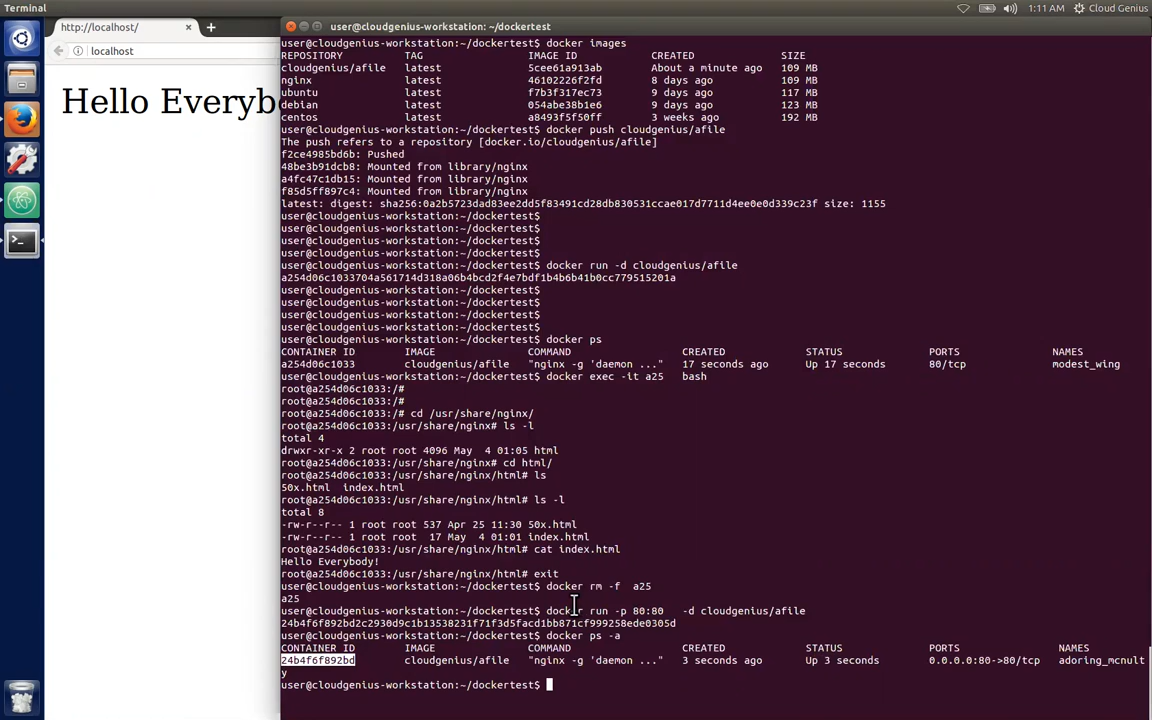 Terminal
1:11 AM
Cloud Genius
http://localhost/
user@cloudgenius-workstation: ~/dockertest
localhost
Hello Everybo
user@cloudgenius-workstation:~/dockertest$ docker images
REPOSITORY TAG IMAGE ID CREATED SIZE
cloudgenius/afile latest 5cee61a913ab About a minute ago 109 MB
nginx latest 46102226f2fd 8 days ago 109 MB
ubuntu latest f7b3f317ec73 9 days ago 117 MB
debian latest 054abe38b1e6 9 days ago 123 MB
centos latest a8493f5f50ff 3 weeks ago 192 MB
user@cloudgenius-workstation:~/dockertest$ docker push cloudgenius/afile
The push refers to a repository [docker.io/cloudgenius/afile]
f2ce4985bd6b: Pushed
48be3b91dcb8: Mounted from library/nginx
a4fc47c1db15: Mounted from library/nginx
f85d5ff897c4: Mounted from library/nginx
latest: digest: sha256:0a2b5723dad83ee2dd5f83491cd28db830531ccae017d7711d4ee0e0d339c23f size: 1155
user@cloudgenius-workstation:~/dockertest$
user@cloudgenius-workstation:~/dockertest$
user@cloudgenius-workstation:~/dockertest$
user@cloudgenius-workstation:~/dockertest$
user@cloudgenius-workstation:~/dockertest$ docker run -d cloudgenius/afile
a254d06c1033704a561714d318a06b4bcd2f4e7bdf1b4b6b41b0cc779515201a
user@cloudgenius-workstation:~/dockertest$
user@cloudgenius-workstation:~/dockertest$
user@cloudgenius-workstation:~/dockertest$
user@cloudgenius-workstation:~/dockertest$
user@cloudgenius-workstation:~/dockertest$ docker ps
CONTAINER ID IMAGE COMMAND CREATED STATUS PORTS NAMES
a254d06c1033 cloudgenius/afile "nginx -g 'daemon ..." 17 seconds ago Up 17 seconds 80/tcp modest_wing
user@cloudgenius-workstation:~/dockertest$ docker exec -it a25 bash
root@a254d06c1033:/#
root@a254d06c1033:/#
root@a254d06c1033:/# cd /usr/share/nginx/
root@a254d06c1033:/usr/share/nginx# ls -l
total 4
drwxr-xr-x 2 root root 4096 May 4 01:05 html
root@a254d06c1033:/usr/share/nginx# cd html/
root@a254d06c1033:/usr/share/nginx/html# ls
50x.html index.html
root@a254d06c1033:/usr/share/nginx/html# ls -l
total 8
-rw-r--r-- 1 root root 537 Apr 25 11:30 50x.html
-rw-r--r-- 1 root root 17 May 4 01:01 index.html
root@a254d06c1033:/usr/share/nginx/html# cat index.html
Hello Everybody!
root@a254d06c1033:/usr/share/nginx/html# exit
user@cloudgenius-workstation:~/dockertest$ docker rm -f a25
a25
user@cloudgenius-workstation:~/dockertest$ docker run -p 80:80 -d cloudgenius/afile
24b4f6f892bd2c2930d9c1b13538231f71f3d5facd1bb871cf999258ede0305d
user@cloudgenius-workstation:~/dockertest$ docker ps -a
CONTAINER ID IMAGE COMMAND CREATED STATUS PORTS NAMES
24b4f6f892bd cloudgenius/afile "nginx -g 'daemon ..." 3 seconds ago Up 3 seconds 0.0.0.0:80->80/tcp adoring_mcnult
y
user@cloudgenius-workstation:~/dockertest$